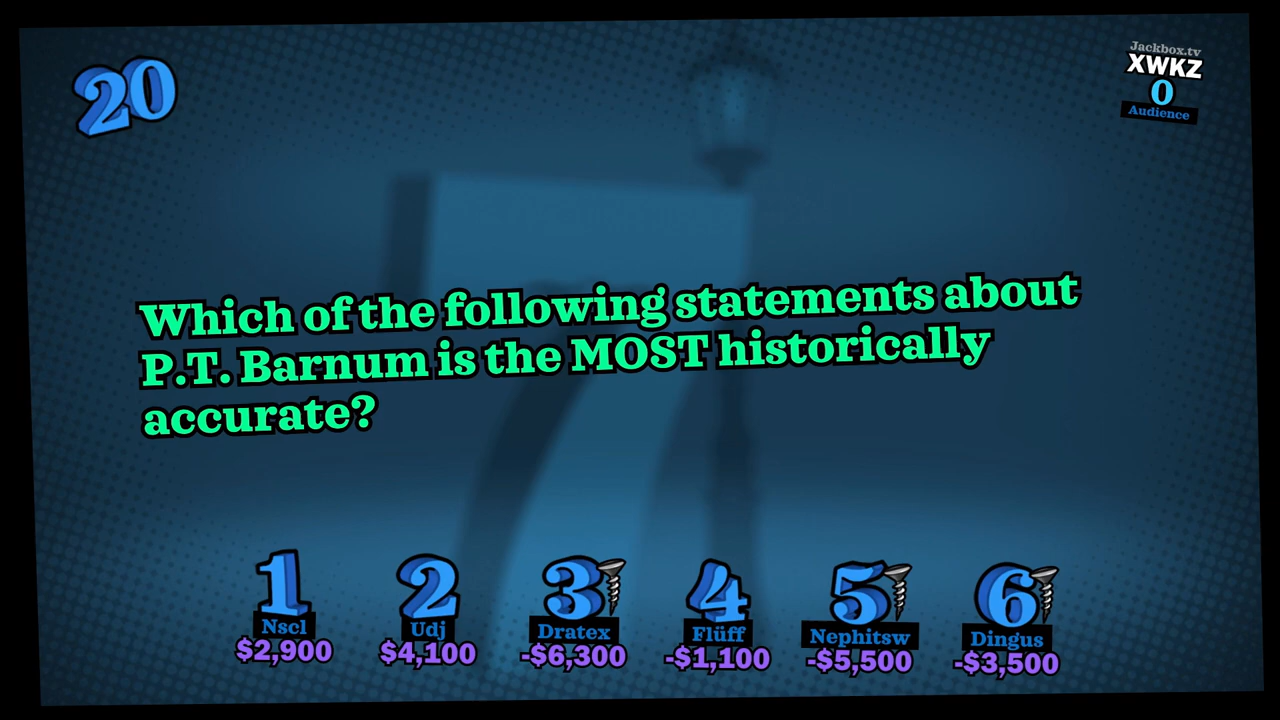 20
Jackbox.tv
XWKZ
0
Audience
Which of the following statements about
P.T. Barnum is the MOST historically
accurate?
1
Nscl
$2,900
2
Udj
$4,100
3
Dratex
-$6,300
4
Flüff
-$1,100
5
Nephitsw
-$5,500
6
Dingus
-$3,500